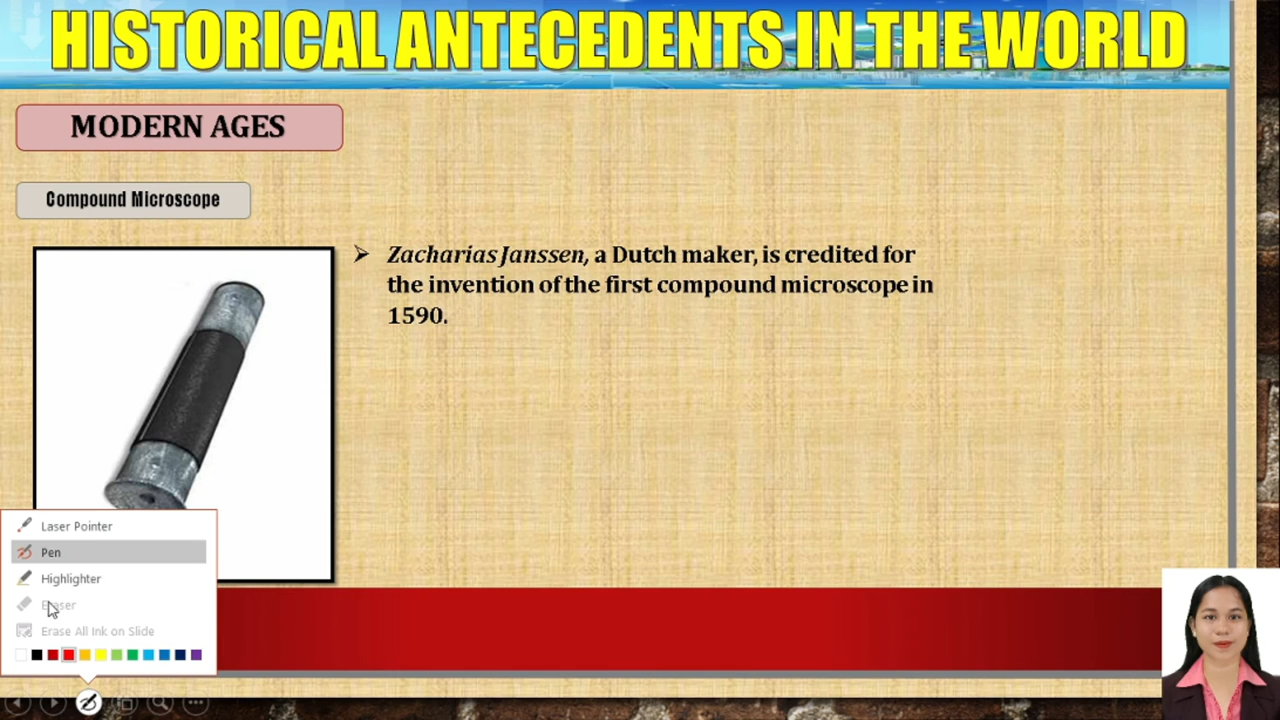 HISTORICAL ANTECEDENTS IN THE WORLD
MODERN AGES
Compound Microscope
Zacharias Janssen, a Dutch maker, is credited for
the invention of the first compound microscope in
1590.
Laser Pointer
Pen
Highlighter
Eraser
Erase All Ink on Slide